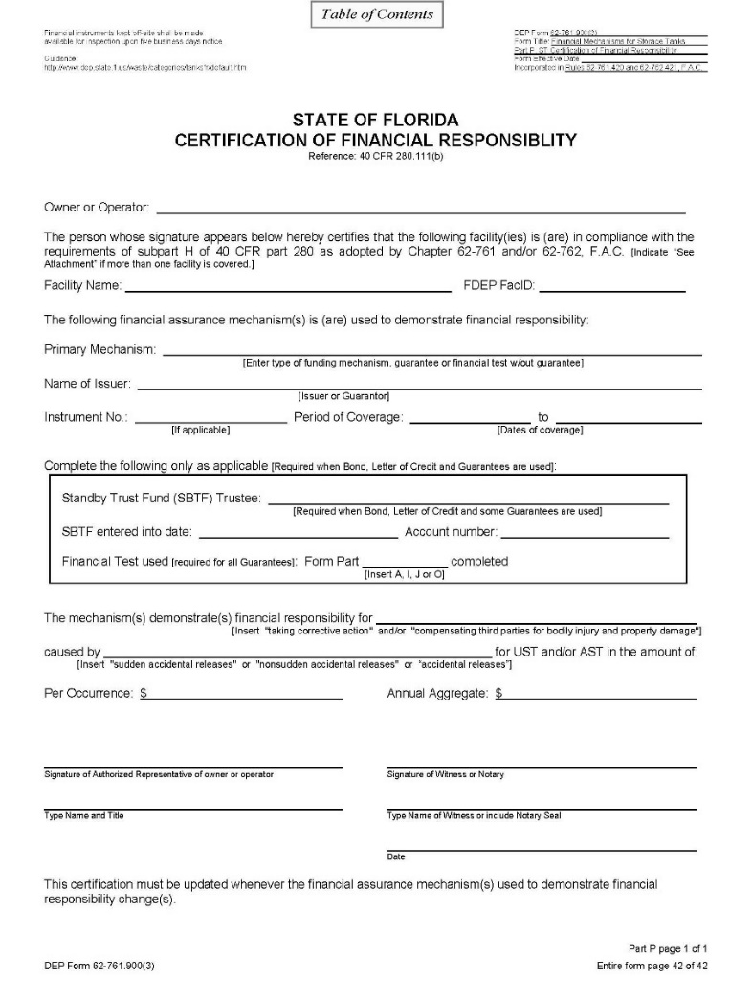 Table of Contents
Financial instruments kept off-site shall be made
available for inspection upon five business days notice
Guidance:
http://www.dep.state.fl.us/waste/categories/tanks/fr/default.htm
DEP Form 62-761.900(3)
Form Title: Financial Mechanisms for Storage Tanks
Part P: ST Certification of Financial Responsibility
Form Effective Date
Incorporated in Rules 62-761.420 and 62-762.421, F.A.C.
STATE OF FLORIDA
CERTIFICATION OF FINANCIAL RESPONSIBLITY
Reference: 40 CFR 280.111(b)
Owner or Operator:
The person whose signature appears below hereby certifies that the following facility(ies) is (are) in compliance with the
requirements of subpart H of 40 CFR part 280 as adopted by Chapter 62-761 and/or 62-762, F.A.C. [Indicate "See
Attachment" if more than one facility is covered.]
Facility Name: FDEP FacID:
The following financial assurance mechanism(s) is (are) used to demonstrate financial responsibility:
Primary Mechanism:
[Enter type of funding mechanism, guarantee or financial test w/out guarantee]
Name of Issuer:
[Issuer or Guarantor]
Instrument No.: Period of Coverage: to
[If applicable] [Dates of coverage]
Complete the following only as applicable [Required when Bond, Letter of Credit and Guarantees are used]:
Standby Trust Fund (SBTF) Trustee:
[Required when Bond, Letter of Credit and some Guarantees are used]
SBTF entered into date: Account number:
Financial Test used [required for all Guarantees]: Form Part completed
[Insert A, I, J or O]
The mechanism(s) demonstrate(s) financial responsibility for
[Insert "taking corrective action" and/or "compensating third parties for bodily injury and property damage"]
caused by for UST and/or AST in the amount of:
[Insert "sudden accidental releases" or "nonsudden accidental releases" or "accidental releases"]
Per Occurrence: $ Annual Aggregate: $
Signature of Authorized Representative of owner or operator Signature of Witness or Notary
Type Name and Title Type Name of Witness or include Notary Seal
Date
This certification must be updated whenever the financial assurance mechanism(s) used to demonstrate financial
responsibility change(s).
Part P page 1 of 1
DEP Form 62-761.900(3) Entire form page 42 of 42